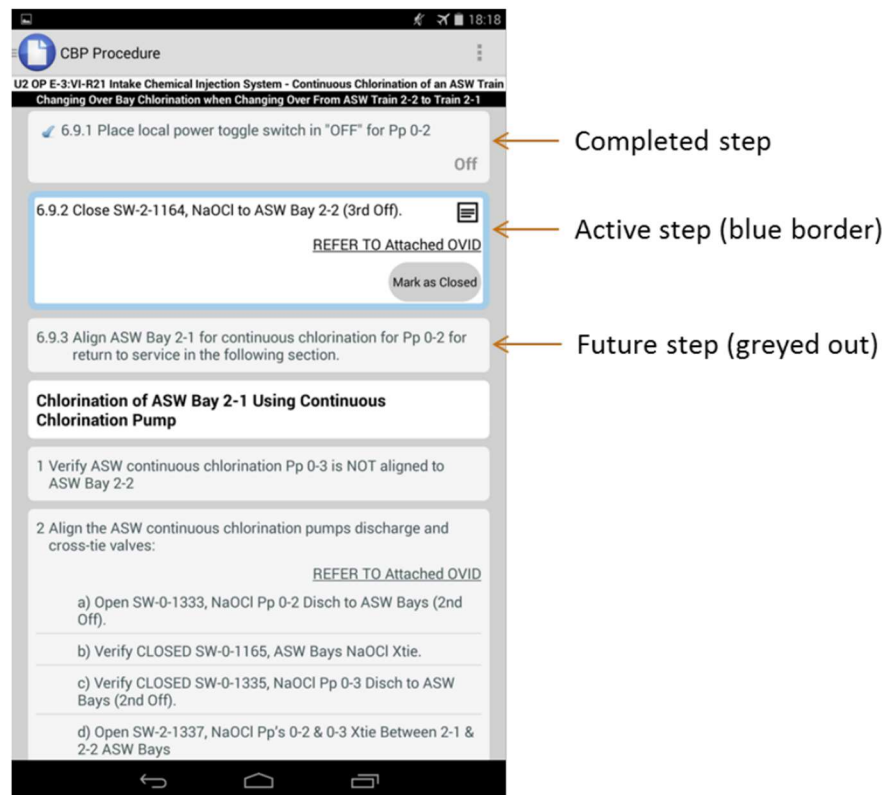 18:18
CBP Procedure
U2 OP E-3:VI-R21 Intake Chemical Injection System - Continuous Chlorination of an ASW Train
Changing Over Bay Chlorination when Changing Over From ASW Train 2-2 to Train 2-1
6.9.1 Place local power toggle switch in "OFF" for Pp 0-2
Off
Completed step
6.9.2 Close SW-2-1164, NaOCl to ASW Bay 2-2 (3rd Off).
REFER TO Attached OVID
Mark as Closed
Active step (blue border)
6.9.3 Align ASW Bay 2-1 for continuous chlorination for Pp 0-2 for
return to service in the following section.
Future step (greyed out)
Chlorination of ASW Bay 2-1 Using Continuous
Chlorination Pump
1 Verify ASW continuous chlorination Pp 0-3 is NOT aligned to
ASW Bay 2-2
2 Align the ASW continuous chlorination pumps discharge and
cross-tie valves:
REFER TO Attached OVID
a) Open SW-0-1333, NaOCl Pp 0-2 Disch to ASW Bays (2nd
Off).
b) Verify CLOSED SW-0-1165, ASW Bays NaOCl Xtie.
c) Verify CLOSED SW-0-1335, NaOCl Pp 0-3 Disch to ASW
Bays (2nd Off).
d) Open SW-2-1337, NaOCl Pp's 0-2 & 0-3 Xtie Between 2-1 &
2-2 ASW Bays